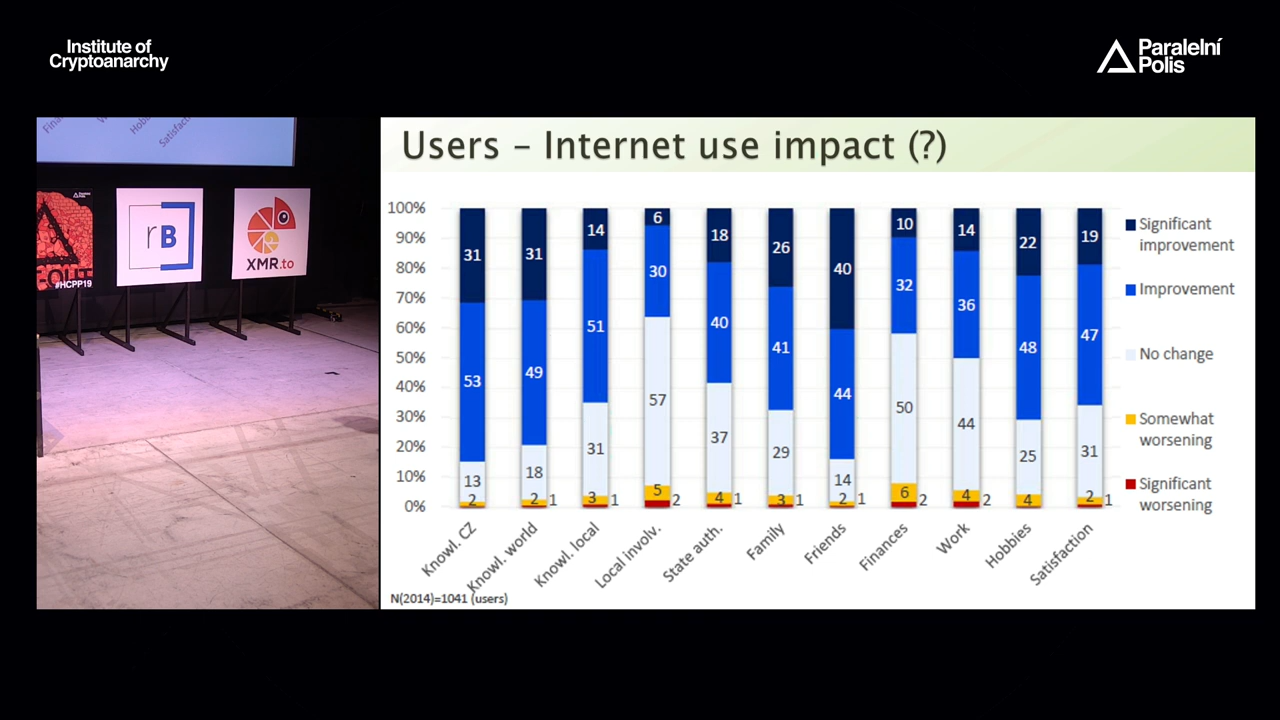 Institute of
Cryptoanarchy
Paralelní
Polis
Users – Internet use impact (?)
100%
90%
80%
70%
60%
50%
40%
30%
20%
10%
0%
31 31 14 6 18 26 40 10 14 22 19
53 49 51 30 40 41 44 32 36 48 47
13 18 31 57 37 29 14 50 44 25 31
2 2 3 5 4 3 2 6 4 4 2
1 1 2 1 1 1 2 2 1
Knowl. CZ
Knowl. world
Knowl. local
Local involv.
State auth.
Family
Friends
Finances
Work
Hobbies
Satisfaction
Significant
improvement
Improvement
No change
Somewhat
worsening
Significant
worsening
N(2014)=1041 (users)
rB
XMR.to
#HCPP19